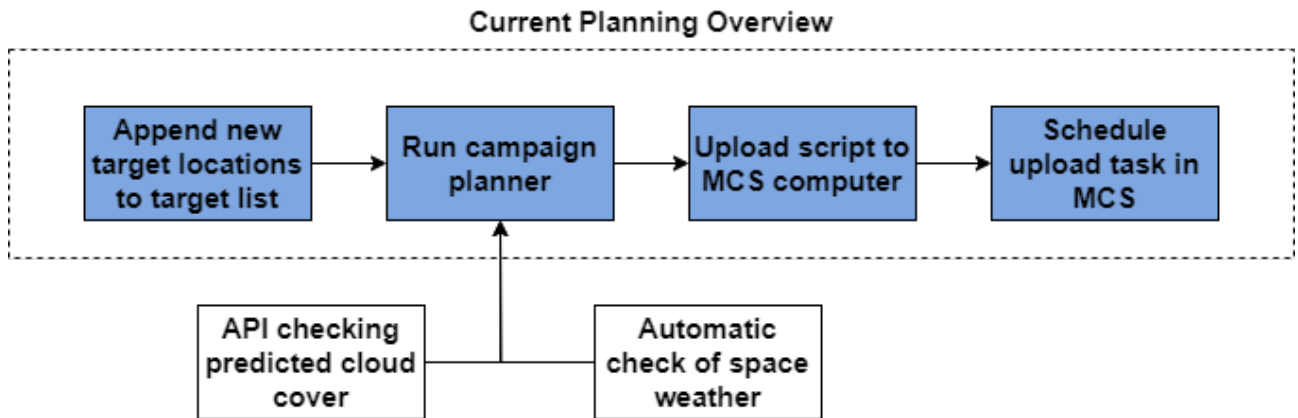 Current Planning Overview
Append new
target locations
to target list
Run campaign
planner
Upload script to
MCS computer
Schedule
upload task in
MCS
API checking
predicted cloud
cover
Automatic
check of space
weather